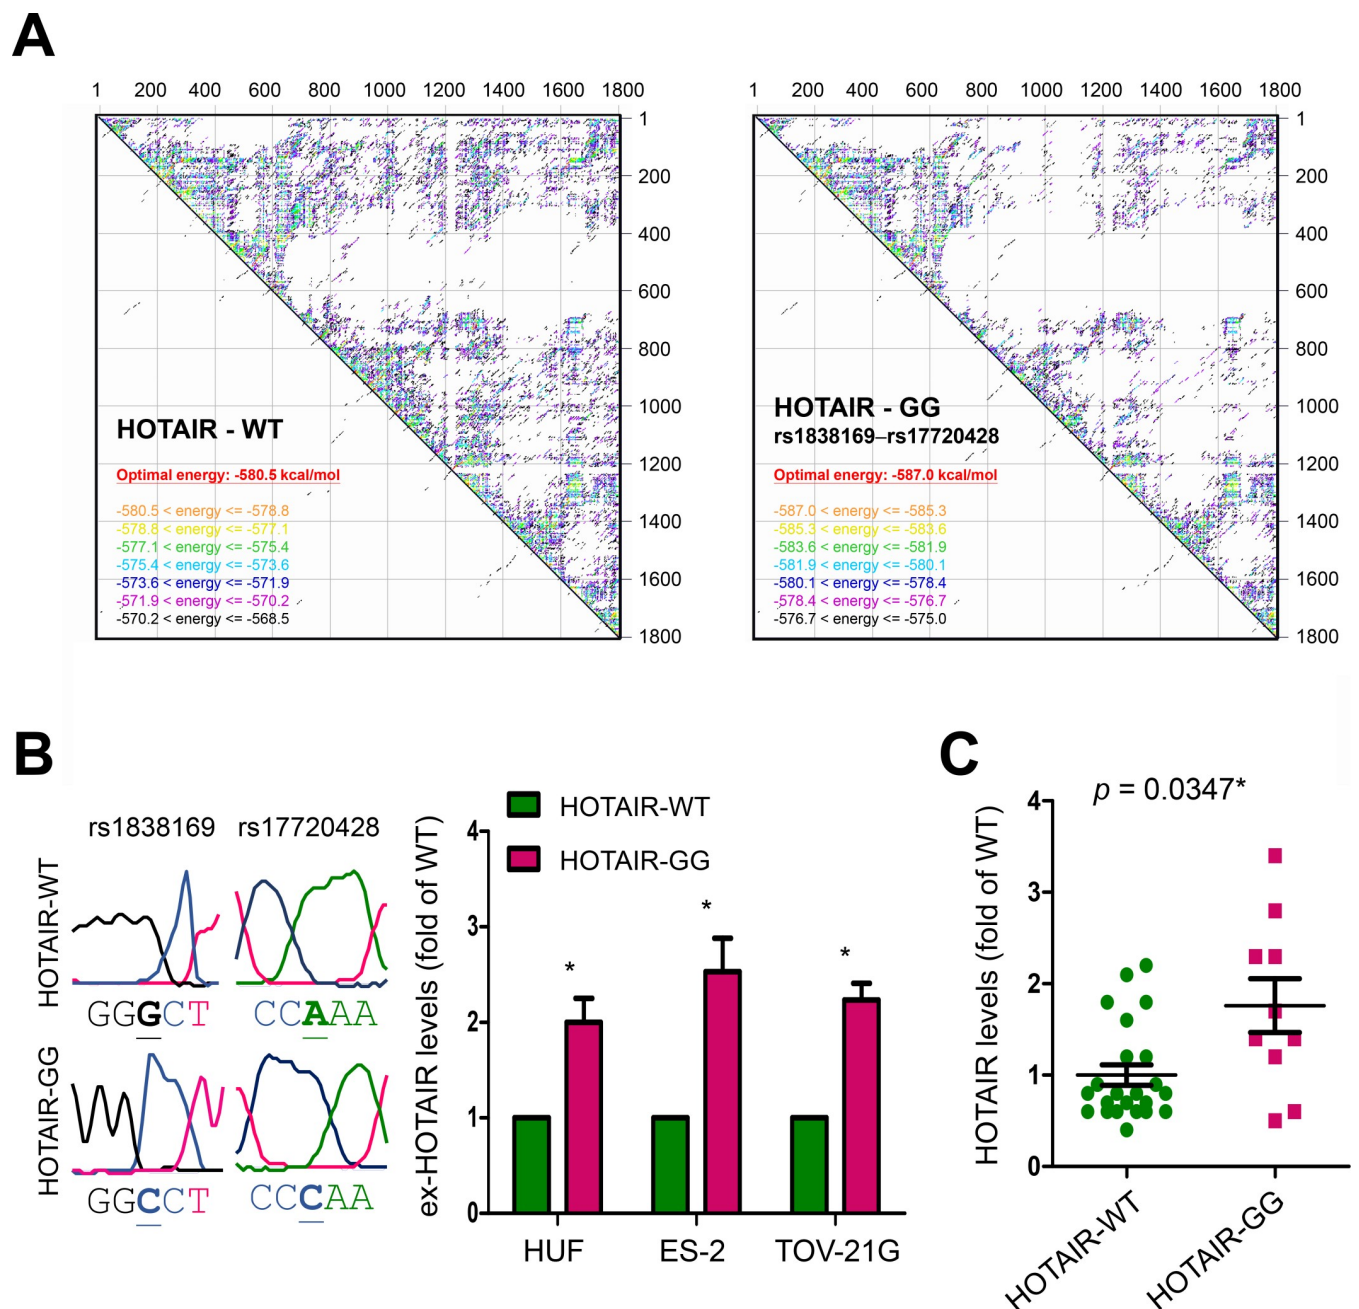 A
1 200 400 600 800 1000 1200 1400 1600 1800
1
200
400
600
800
1000
1200
1400
1600
1800
HOTAIR - WT
Optimal energy: -580.5 kcal/mol
-580.5 < energy <= -578.8
-578.8 < energy <= -577.1
-577.1 < energy <= -575.4
-575.4 < energy <= -573.6
-573.6 < energy <= -571.9
-571.9 < energy <= -570.2
-570.2 < energy <= -568.5
1 200 400 600 800 1000 1200 1400 1600 1800
1
200
400
600
800
1000
1200
1400
1600
1800
HOTAIR - GG
rs1838169–rs17720428
Optimal energy: -587.0 kcal/mol
-587.0 < energy <= -585.3
-585.3 < energy <= -583.6
-583.6 < energy <= -581.9
-581.9 < energy <= -580.1
-580.1 < energy <= -578.4
-578.4 < energy <= -576.7
-576.7 < energy <= -575.0
B
rs1838169 rs17720428
HOTAIR-WT
GGGCT CCAAA
HOTAIR-GG
GGCCT CCCAA
HOTAIR-WT
HOTAIR-GG
ex-HOTAIR levels (fold of WT)
4
3
2
1
0
* * *
HUF ES-2 TOV-21G
C
p = 0.0347*
HOTAIR levels (fold of WT)
4
3
2
1
0
HOTAIR-WT HOTAIR-GG